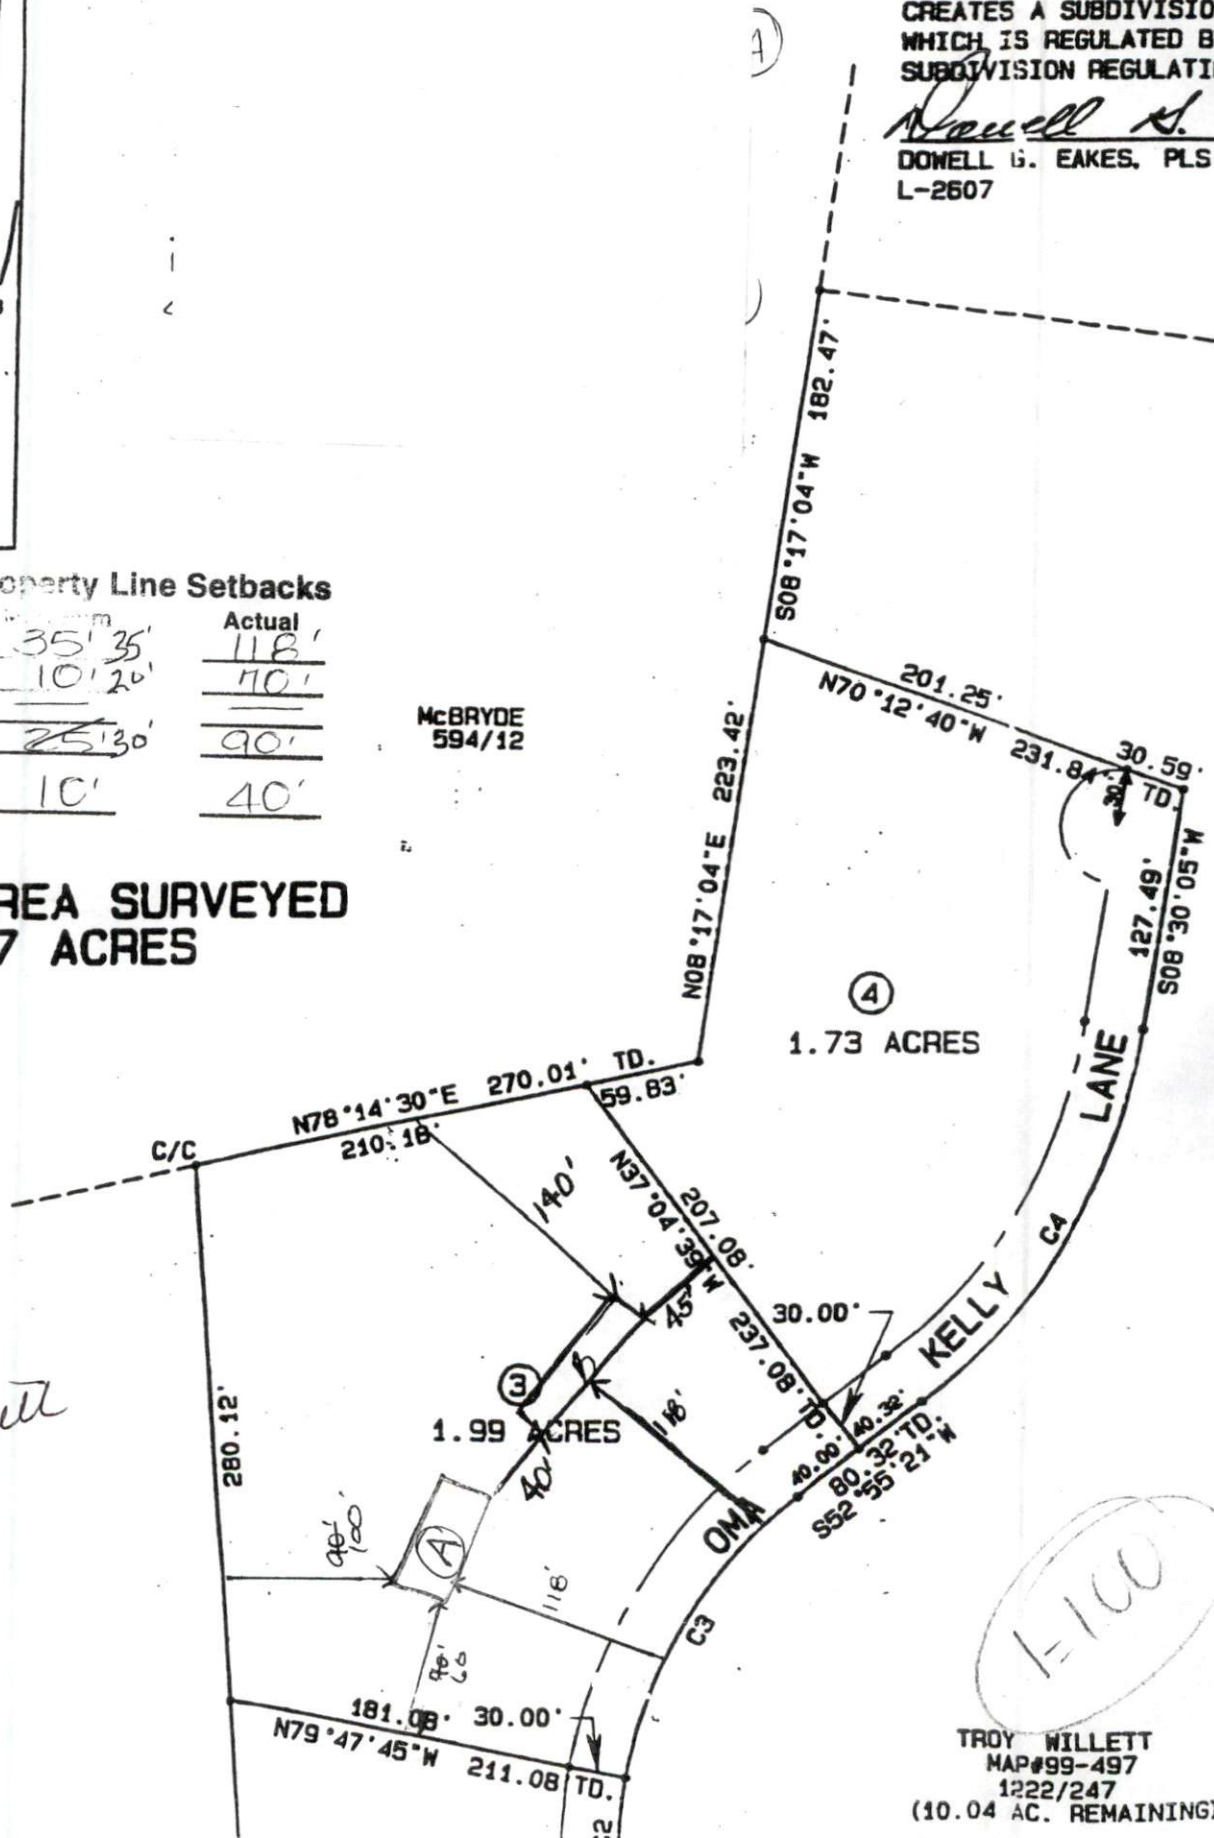 CREATES A SUBDIVISIO
WHICH IS REGULATED B
SUBDIVISION REGULATI
Dowell G.
DOWELL G. EAKES, PLS
L-2607
A
S08°17'04"W 182.47'
Property Line Setbacks
Actual
35' 35' 118'
10' 20' 70'
25' 30' 90'
10' 40'
McBRYDE
594/12
201.25'
N70°12'40"W 231.84' TD.
30.59'
30
N08°17'04"E 223.42'
127.49'
S08°30'05"W
AREA SURVEYED
7 ACRES
4
1.73 ACRES
N78°14'30"E 270.01' TD.
210.18'
59.83'
C/C
140'
N37°04'39"W 237.08' TD.
207.08'
45'
30.00'
OMA KELLY LANE
C4
B
3
1.99 ACRES
118'
40'
40.00' 40.32'
80.32' TD.
S52°55'21"W
280.12'
90'
100'
A
118'
C3
60
1=100
181.08' 30.00'
N79°47'45"W 211.08' TD.
TROY WILLETT
MAP#99-497
1222/247
(10.04 AC. REMAINING)